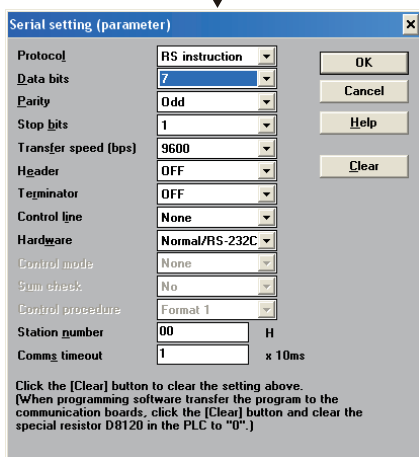 Serial setting (parameter)
Protocol RS instruction OK
Data bits 7
Cancel
Parity Odd
Stop bits 1 Help
Transfer speed (bps) 9600
Header OFF Clear
Terminator OFF
Control line None
Hardware Normal/RS-232C
Control mode None
Sum check No
Control procedure Format 1
Station number 00 H
Comms timeout 1 x 10ms
Click the [Clear] button to clear the setting above.
(When programming software transfer the program to the
communication boards, click the [Clear] button and clear the
special resistor D8120 in the PLC to "0".)